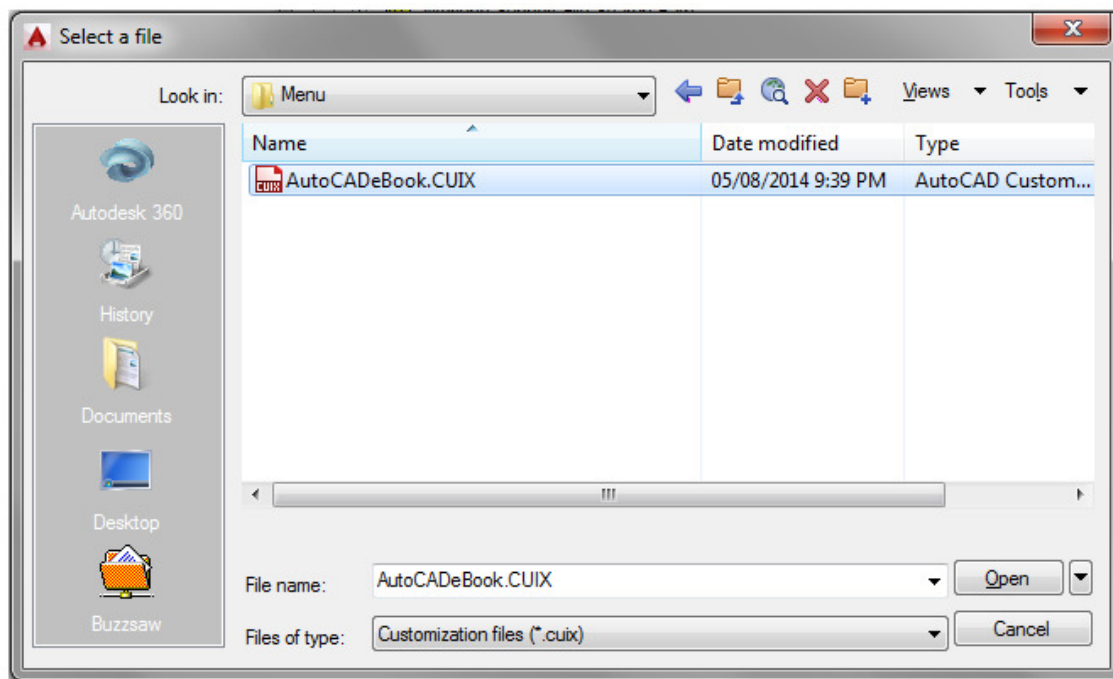 Select a file
Look in: Menu Views Tools
Name Date modified Type
CUIX AutoCADeBook.CUIX 05/08/2014 9:39 PM AutoCAD Custom...
Autodesk 360
History
Documents
Desktop
Buzzsaw
File name: AutoCADeBook.CUIX Open
Files of type: Customization files (*.cuix) Cancel